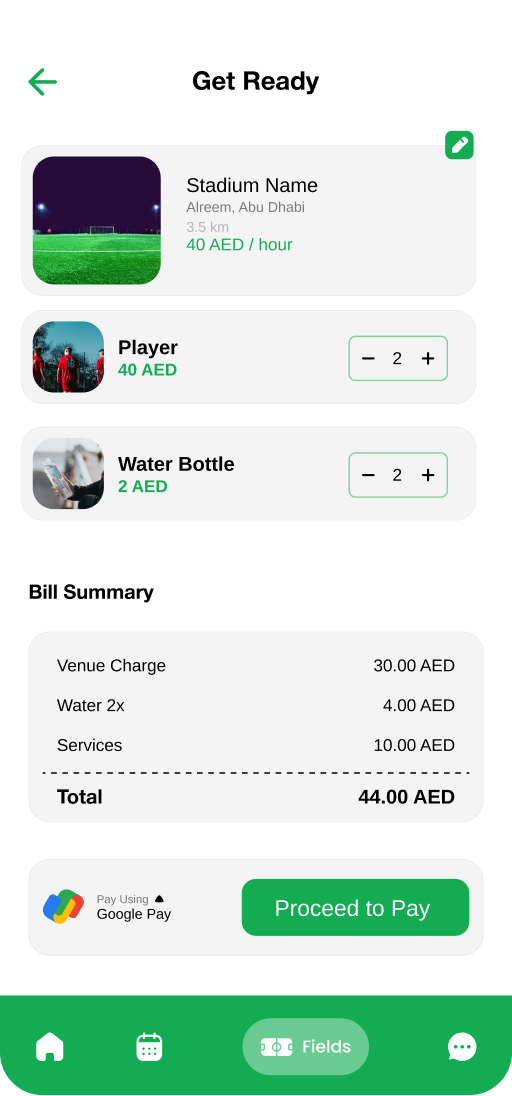 Get Ready
Stadium Name
Alreem, Abu Dhabi
3.5 km
40 AED / hour
Player
40 AED
− 2 +
Water Bottle
2 AED
− 2 +
Bill Summary
Venue Charge 30.00 AED
Water 2x 4.00 AED
Services 10.00 AED
Total 44.00 AED
Pay Using
Google Pay
Proceed to Pay
Fields